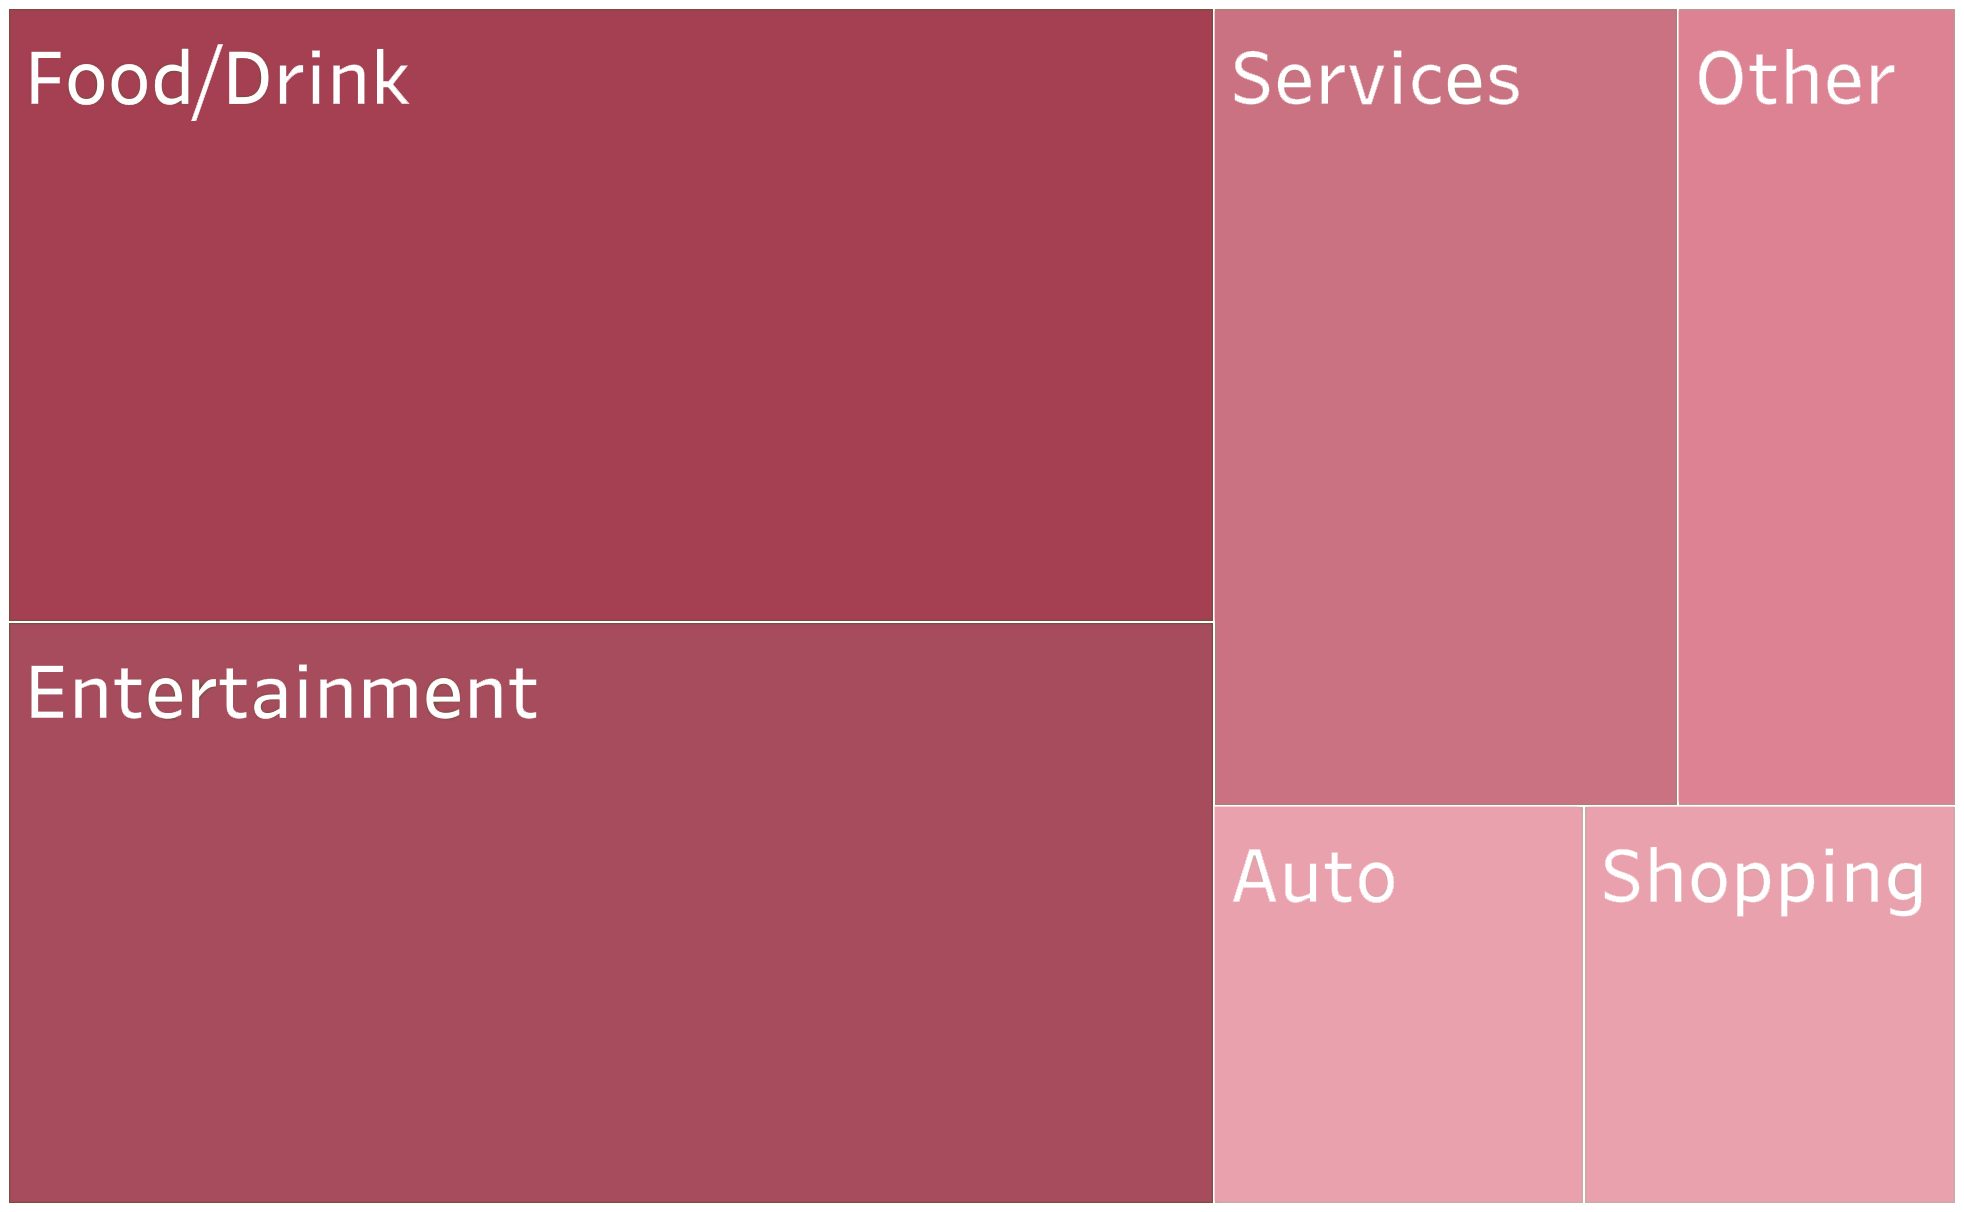 Food/Drink
Services
Other
Entertainment
Auto
Shopping